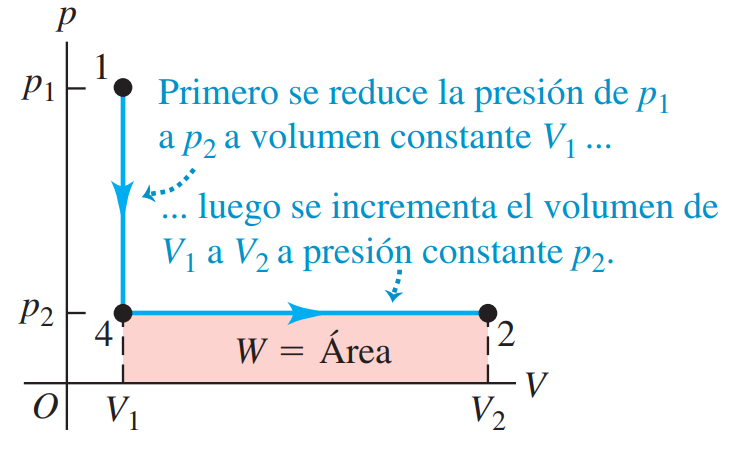 p
p₁
1
Primero se reduce la presión de p₁
a p₂ a volumen constante V₁ ...
... luego se incrementa el volumen de
V₁ a V₂ a presión constante p₂.
p₂
4
2
W = Área
V
O
V₁
V₂